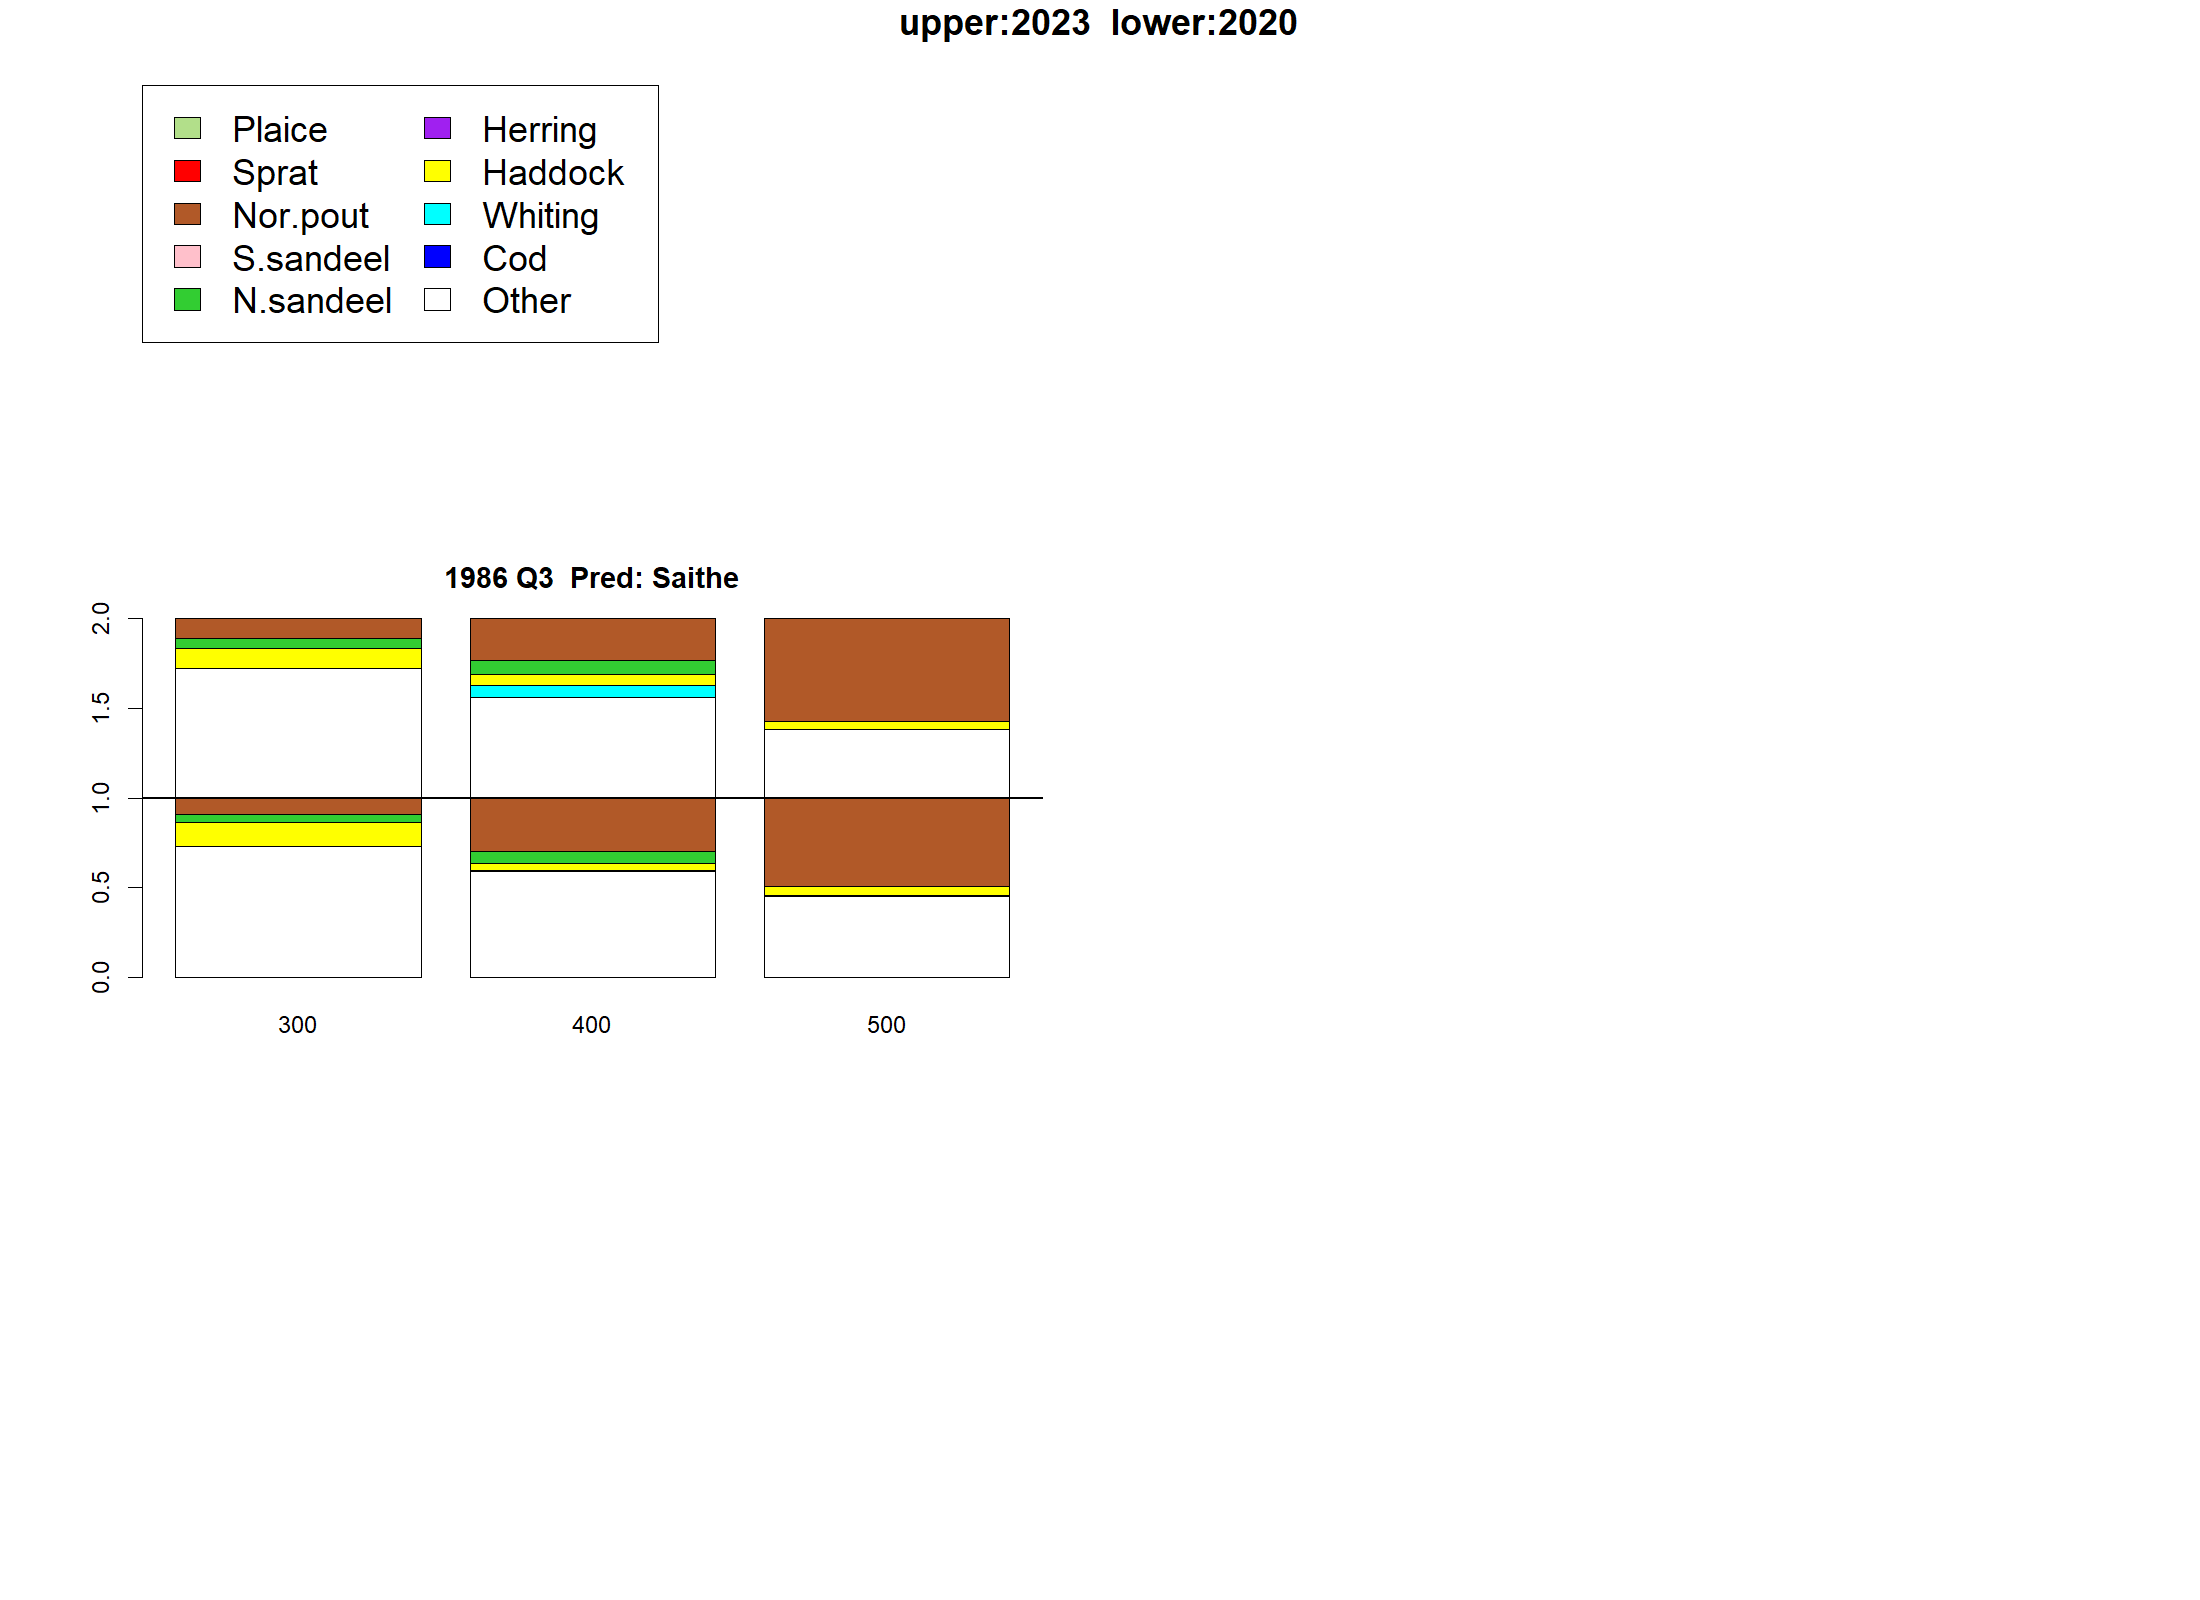 upper:2023  lower:2020
Plaice
Sprat
Nor.pout
S.sandeel
N.sandeel
Herring
Haddock
Whiting
Cod
Other
1986 Q3  Pred: Saithe
2.0
1.5
1.0
0.5
0.0
300 400 500